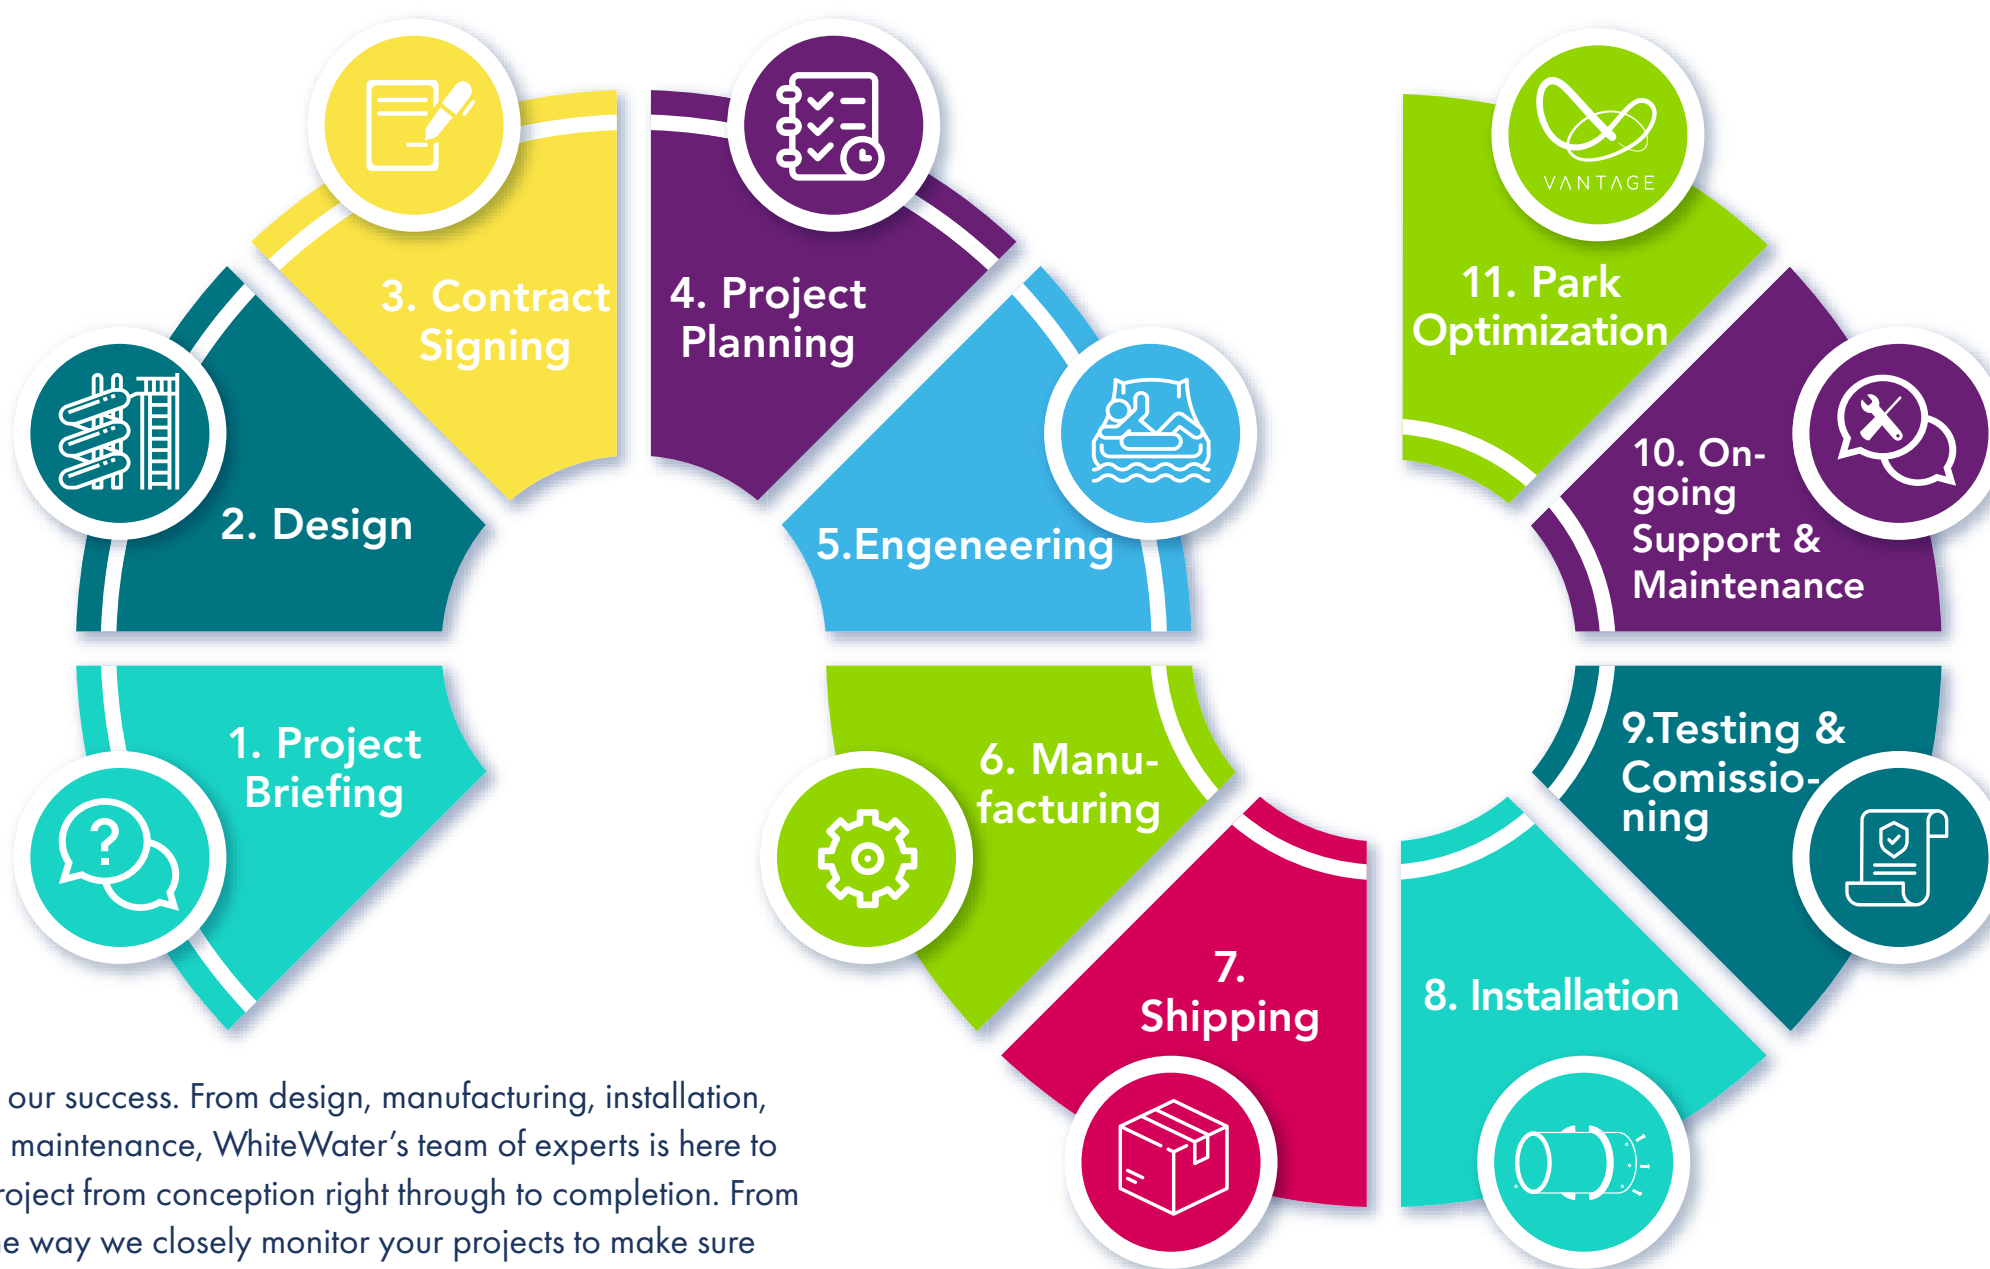 1. Project
Briefing
2. Design
3. Contract
Signing
4. Project
Planning
5.Engeneering
6. Manu-
facturing
7.
Shipping
8. Installation
9.Testing &
Comissio-
ning
10. On-
going
Support &
Maintenance
11. Park
Optimization
VANTAGE
?
our success. From design, manufacturing, installation,
maintenance, WhiteWater's team of experts is here to
roject from conception right through to completion. From
he way we closely monitor your projects to make sure